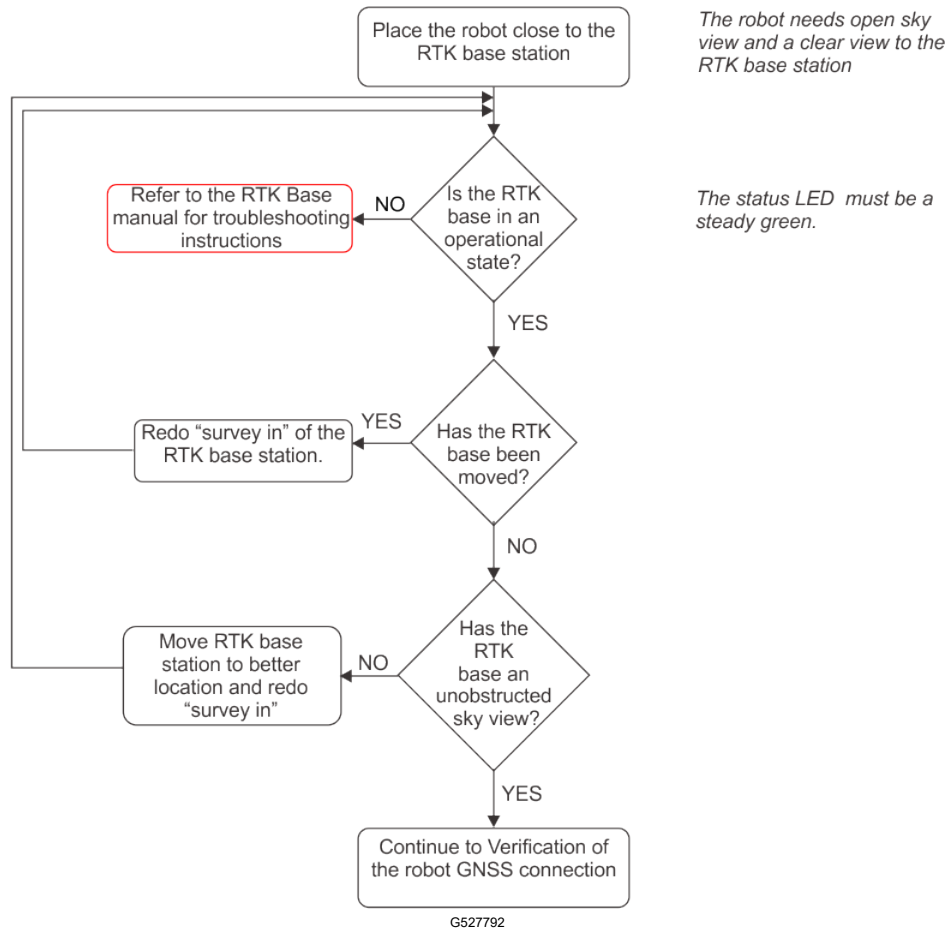 Place the robot close to the
RTK base station
The robot needs open sky
view and a clear view to the
RTK base station
Is the RTK
base in an
operational
state?
The status LED must be a
steady green.
NO
Refer to the RTK Base
manual for troubleshooting
instructions
YES
Has the RTK
base been
moved?
YES
Redo “survey in” of the
RTK base station.
NO
Has the
RTK
base an
unobstructed
sky view?
NO
Move RTK base
station to better
location and redo
“survey in”
YES
Continue to Verification of
the robot GNSS connection
G527792